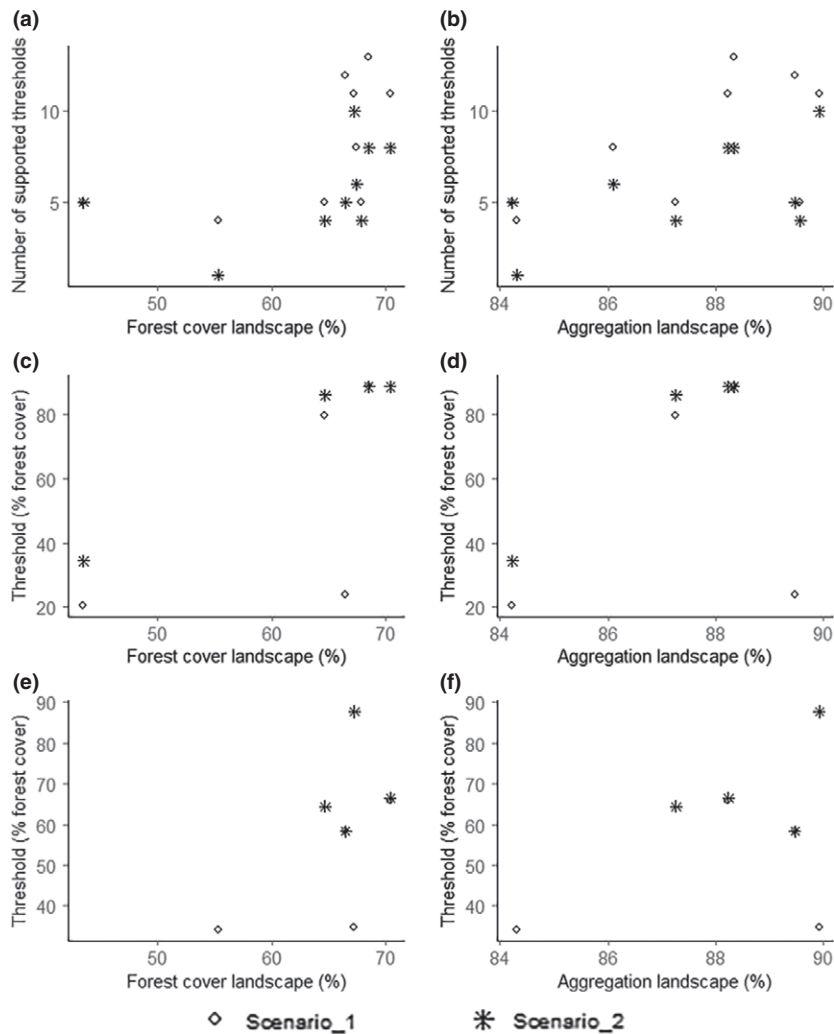 (a)
Number of supported thresholds
10
5
50 60 70
Forest cover landscape (%)
(b)
Number of supported thresholds
10
5
84 86 88 90
Aggregation landscape (%)
(c)
Threshold (% forest cover)
80
60
40
20
50 60 70
Forest cover landscape (%)
(d)
Threshold (% forest cover)
80
60
40
20
84 86 88 90
Aggregation landscape (%)
(e)
Threshold (% forest cover)
90
80
70
60
50
40
50 60 70
Forest cover landscape (%)
(f)
Threshold (% forest cover)
90
80
70
60
50
40
84 86 88 90
Aggregation landscape (%)
Scenario_1 Scenario_2